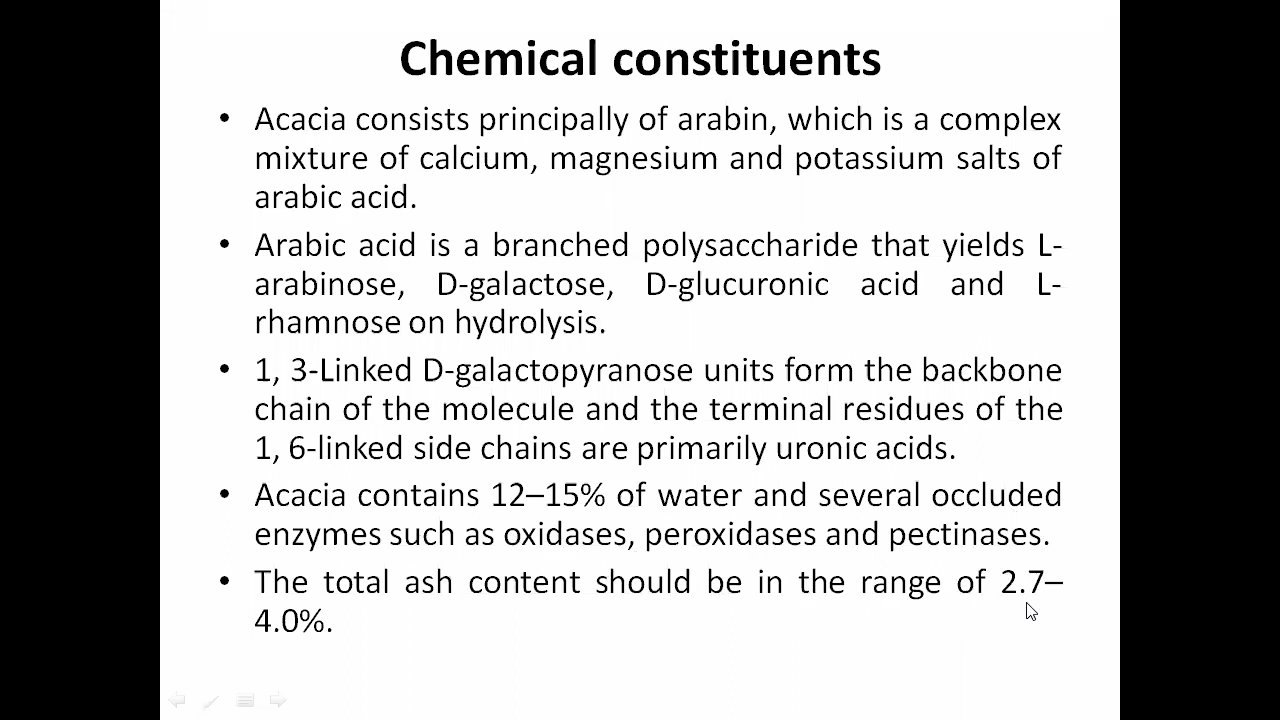 Chemical constituents
• Acacia consists principally of arabin, which is a complex
mixture of calcium, magnesium and potassium salts of
arabic acid.
• Arabic acid is a branched polysaccharide that yields L-
arabinose, D-galactose, D-glucuronic acid and L-
rhamnose on hydrolysis.
• 1, 3-Linked D-galactopyranose units form the backbone
chain of the molecule and the terminal residues of the
1, 6-linked side chains are primarily uronic acids.
• Acacia contains 12–15% of water and several occluded
enzymes such as oxidases, peroxidases and pectinases.
• The total ash content should be in the range of 2.7–
4.0%.